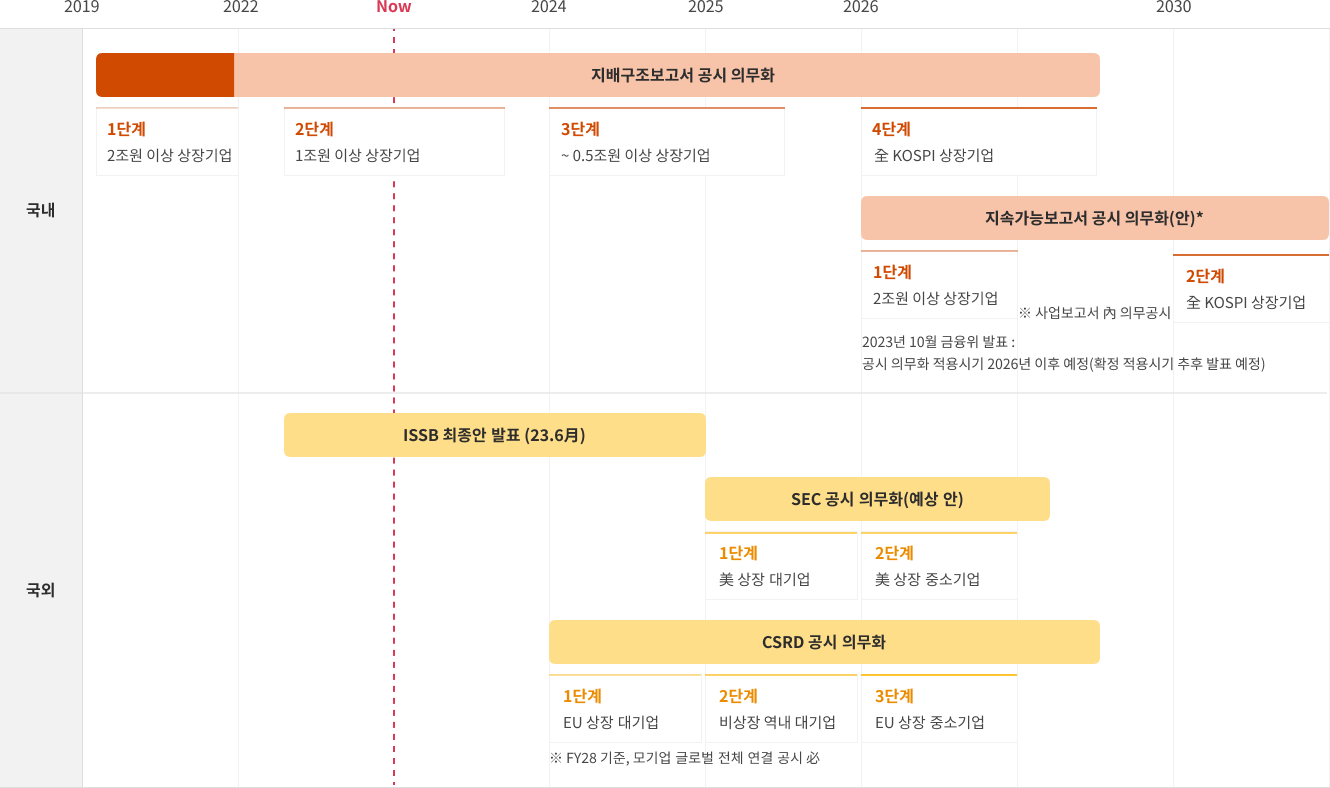 2019 2022 Now 2024 2025 2026 2030
국내
지배구조보고서 공시 의무화
1단계
2조원 이상 상장기업
2단계
1조원 이상 상장기업
3단계
~ 0.5조원 이상 상장기업
4단계
全 KOSPI 상장기업
지속가능보고서 공시 의무화(안)*
1단계
2조원 이상 상장기업
※ 사업보고서 內 의무공시
2단계
全 KOSPI 상장기업
2023년 10월 금융위 발표 :
공시 의무화 적용시기 2026년 이후 예정(확정 적용시기 추후 발표 예정)
국외
ISSB 최종안 발표 (23.6月)
SEC 공시 의무화(예상 안)
1단계
美 상장 대기업
2단계
美 상장 중소기업
CSRD 공시 의무화
1단계
EU 상장 대기업
2단계
비상장 역내 대기업
3단계
EU 상장 중소기업
※ FY28 기준, 모기업 글로벌 전체 연결 공시 必